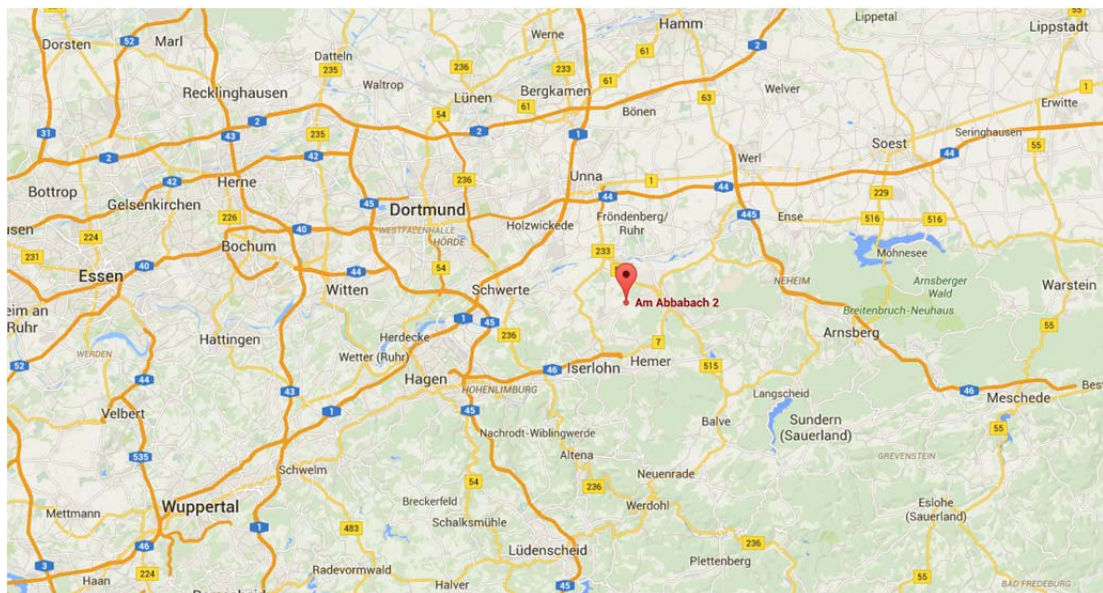 Dorsten
52
Marl
Datteln
235
Waltrop
236
Werne
233
61
Hamm
61
2
Lippetal
55
Lippstadt
Recklinghausen
Lünen
Bergkamen
61
Bönen
63
Welver
1
Erwitte
31
2
43
2
235
54
2
1
Soest
Seringhausen
55
42
Werl
44
Bottrop
42
Herne
236
Unna
1
44
44
229
Gelsenkirchen
226
45
Dortmund
Holzwickede
Fröndenberg/
Ruhr
445
Ense
516
516
231
224
Bochum
40
WESTFALENHALLE
HÖRDE
233
Möhnesee
Essen
40
44
54
NEHEIM
Arnsberger
Wald
Warstein
Witten
Schwerte
Am Abbabach 2
Breitenbruch-Neuhaus
eim an
Ruhr
Hattingen
Herdecke
1
45
236
Arnsberg
55
WERDEN
52
Wetter (Ruhr)
7
44
Hagen
46
Iserlohn
Hemer
515
43
HOHENLIMBURG
Langscheid
46
Best
Velbert
1
45
Meschede
Nachrodt-Wiblingwerde
Balve
Sundern
(Sauerland)
55
535
Altena
GREVENSTEIN
Schwelm
54
Neuenrade
236
Wuppertal
Breckerfeld
Werdohl
Eslohe
(Sauerland)
Mettmann
1
483
Schalksmühle
46
Lüdenscheid
236
3
Plettenberg
Haan
224
Radevormwald
Halver
45
55
BAD FREDEBURG